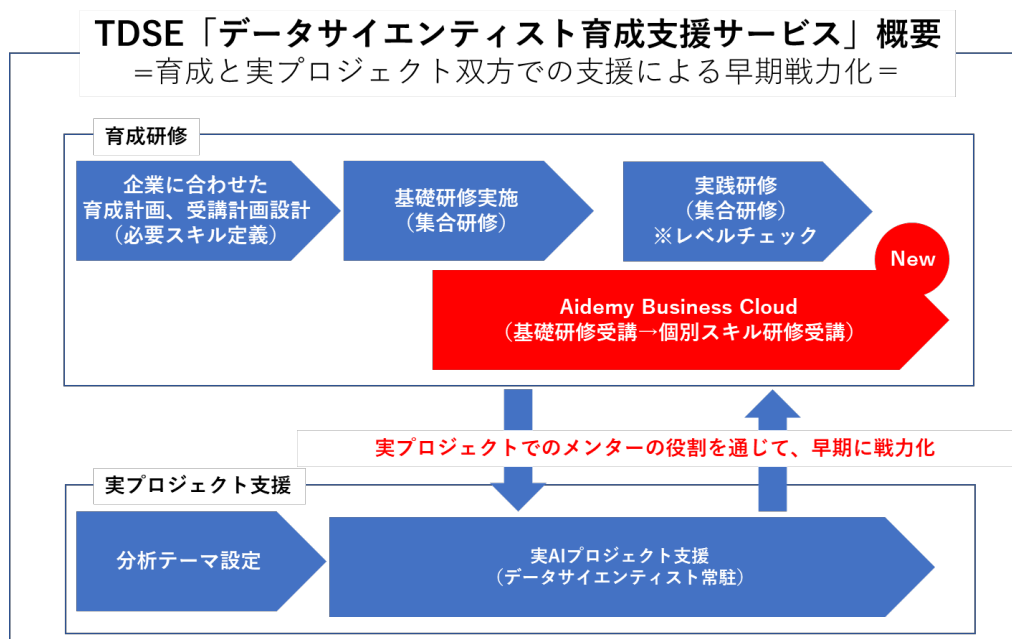 TDSE「データサイエンティスト育成支援サービス」概要
=育成と実プロジェクト双方での支援による早期戦力化＝
育成研修
企業に合わせた
育成計画、受講計画設計
（必要スキル定義）
基礎研修実施
（集合研修）
実践研修
（集合研修）
※レベルチェック
New
Aidemy Business Cloud
（基礎研修受講→個別スキル研修受講）
実プロジェクトでのメンターの役割を通じて、早期に戦力化
実プロジェクト支援
分析テーマ設定
実AIプロジェクト支援
（データサイエンティスト常駐）